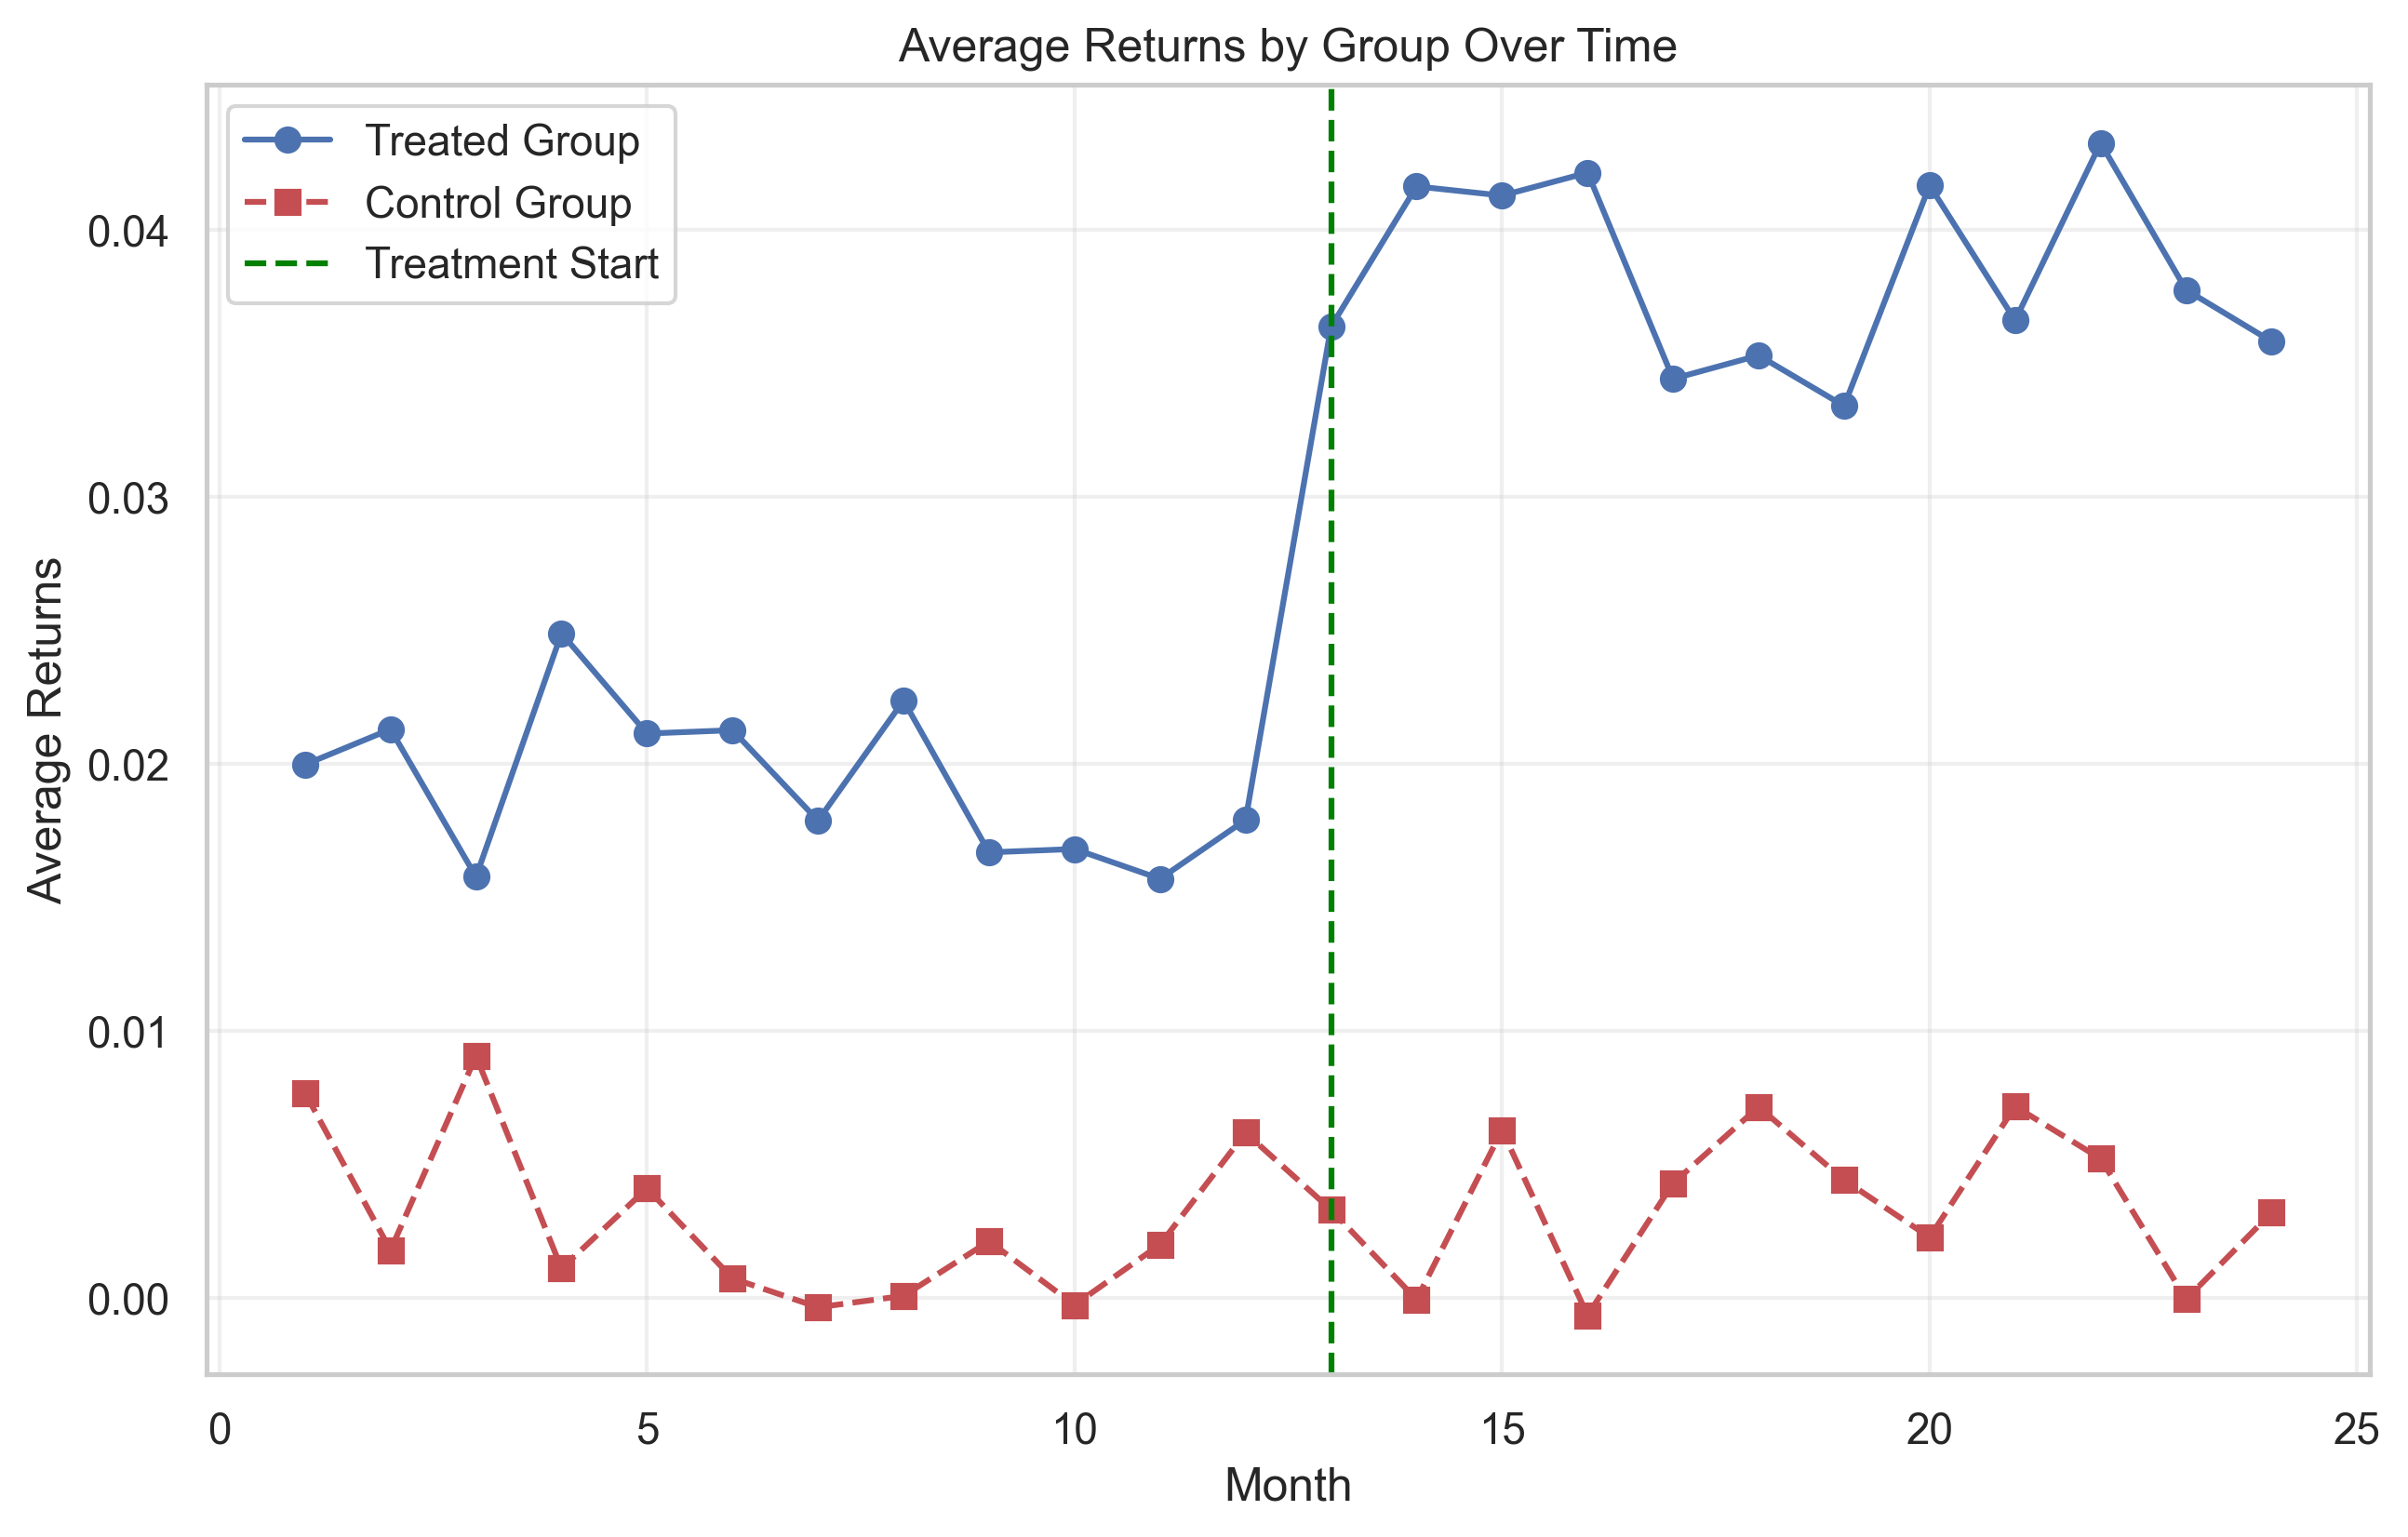 Average Returns by Group Over Time
Treated Group
Control Group
Treatment Start
Average Returns
0.04
0.03
0.02
0.01
0.00
0 5 10 15 20 25
Month